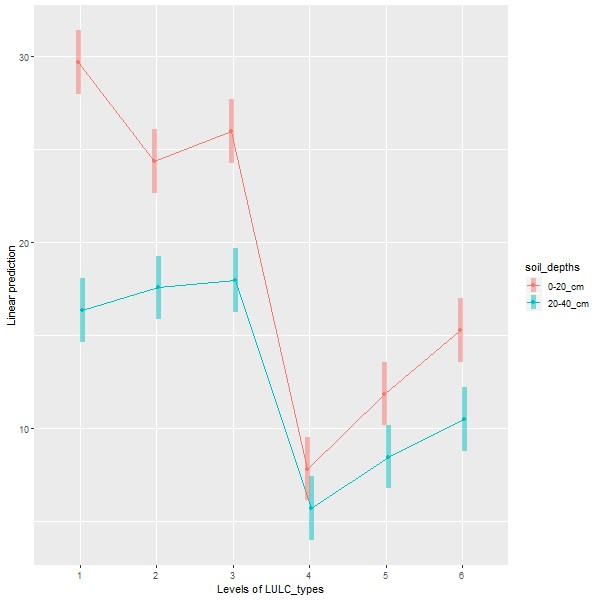 30
20
10
Linear prediction
1 2 3 4 5 6
Levels of LULC_types
soil_depths
0-20_cm
20-40_cm